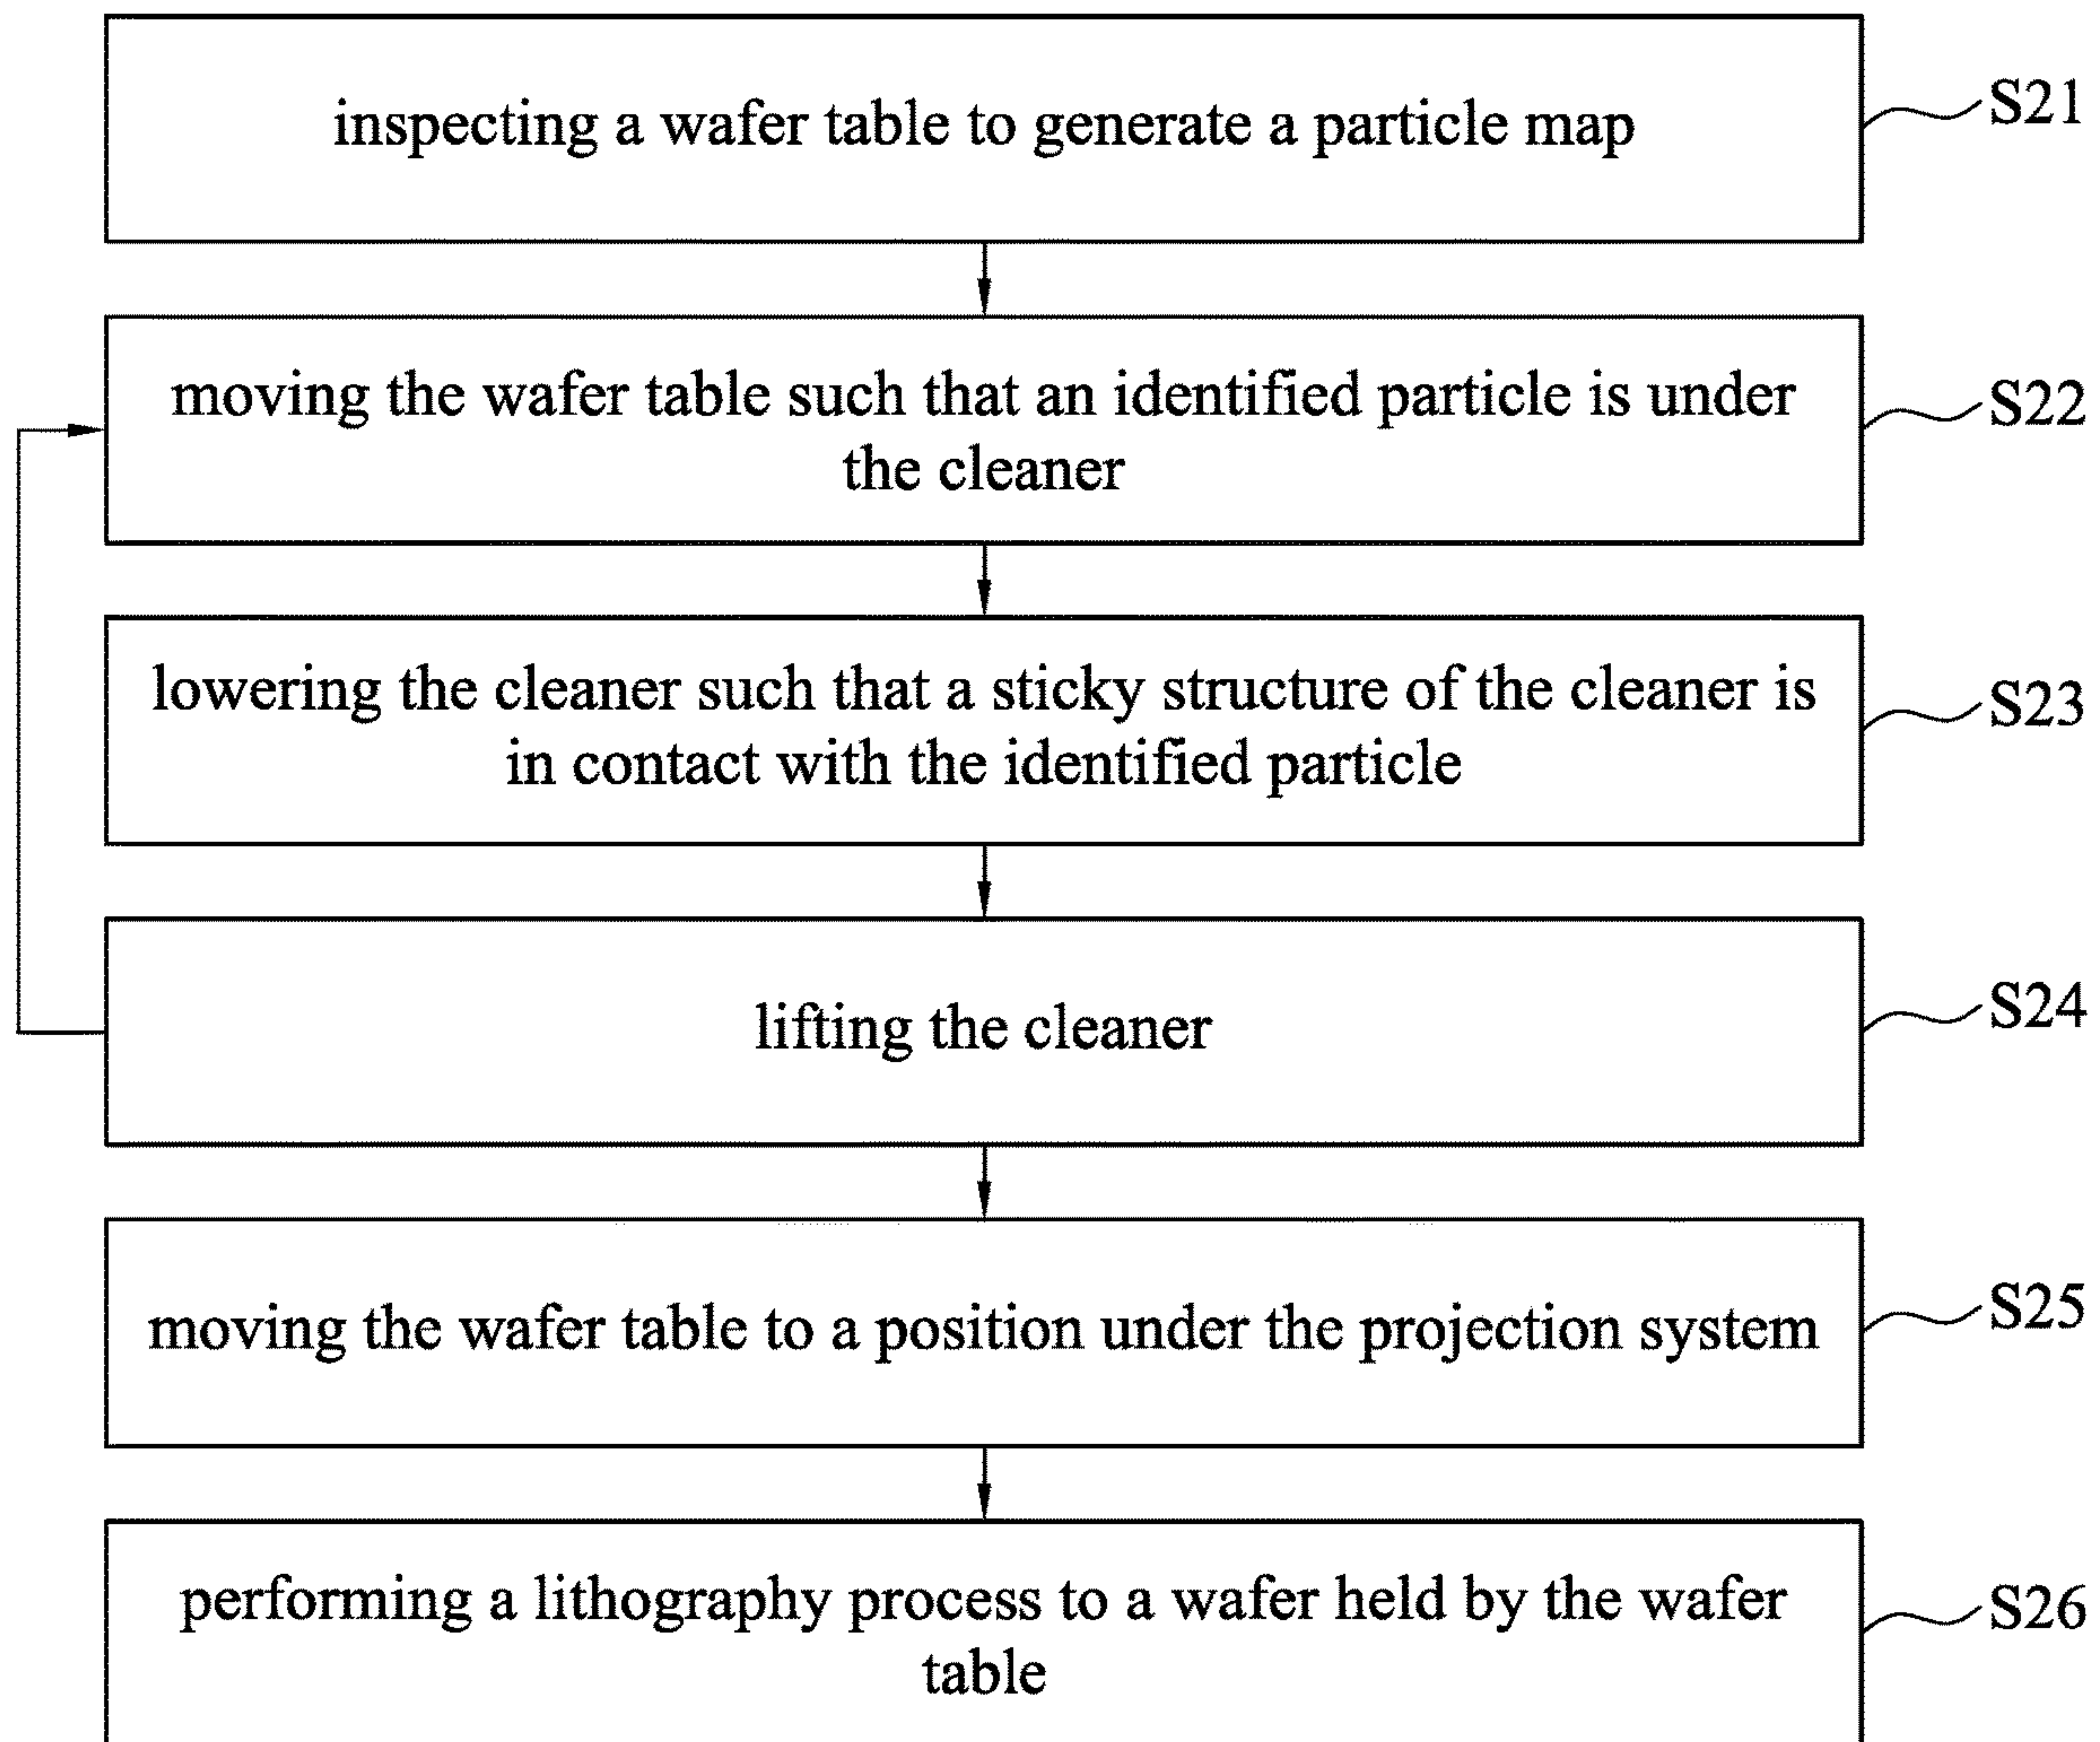 inspecting a wafer table to generate a particle map
S21
moving the wafer table such that an identified particle is under
the cleaner
S22
lowering the cleaner such that a sticky structure of the cleaner is
in contact with the identified particle
S23
lifting the cleaner
S24
moving the wafer table to a position under the projection system
S25
performing a lithography process to a wafer held by the wafer
table
S26